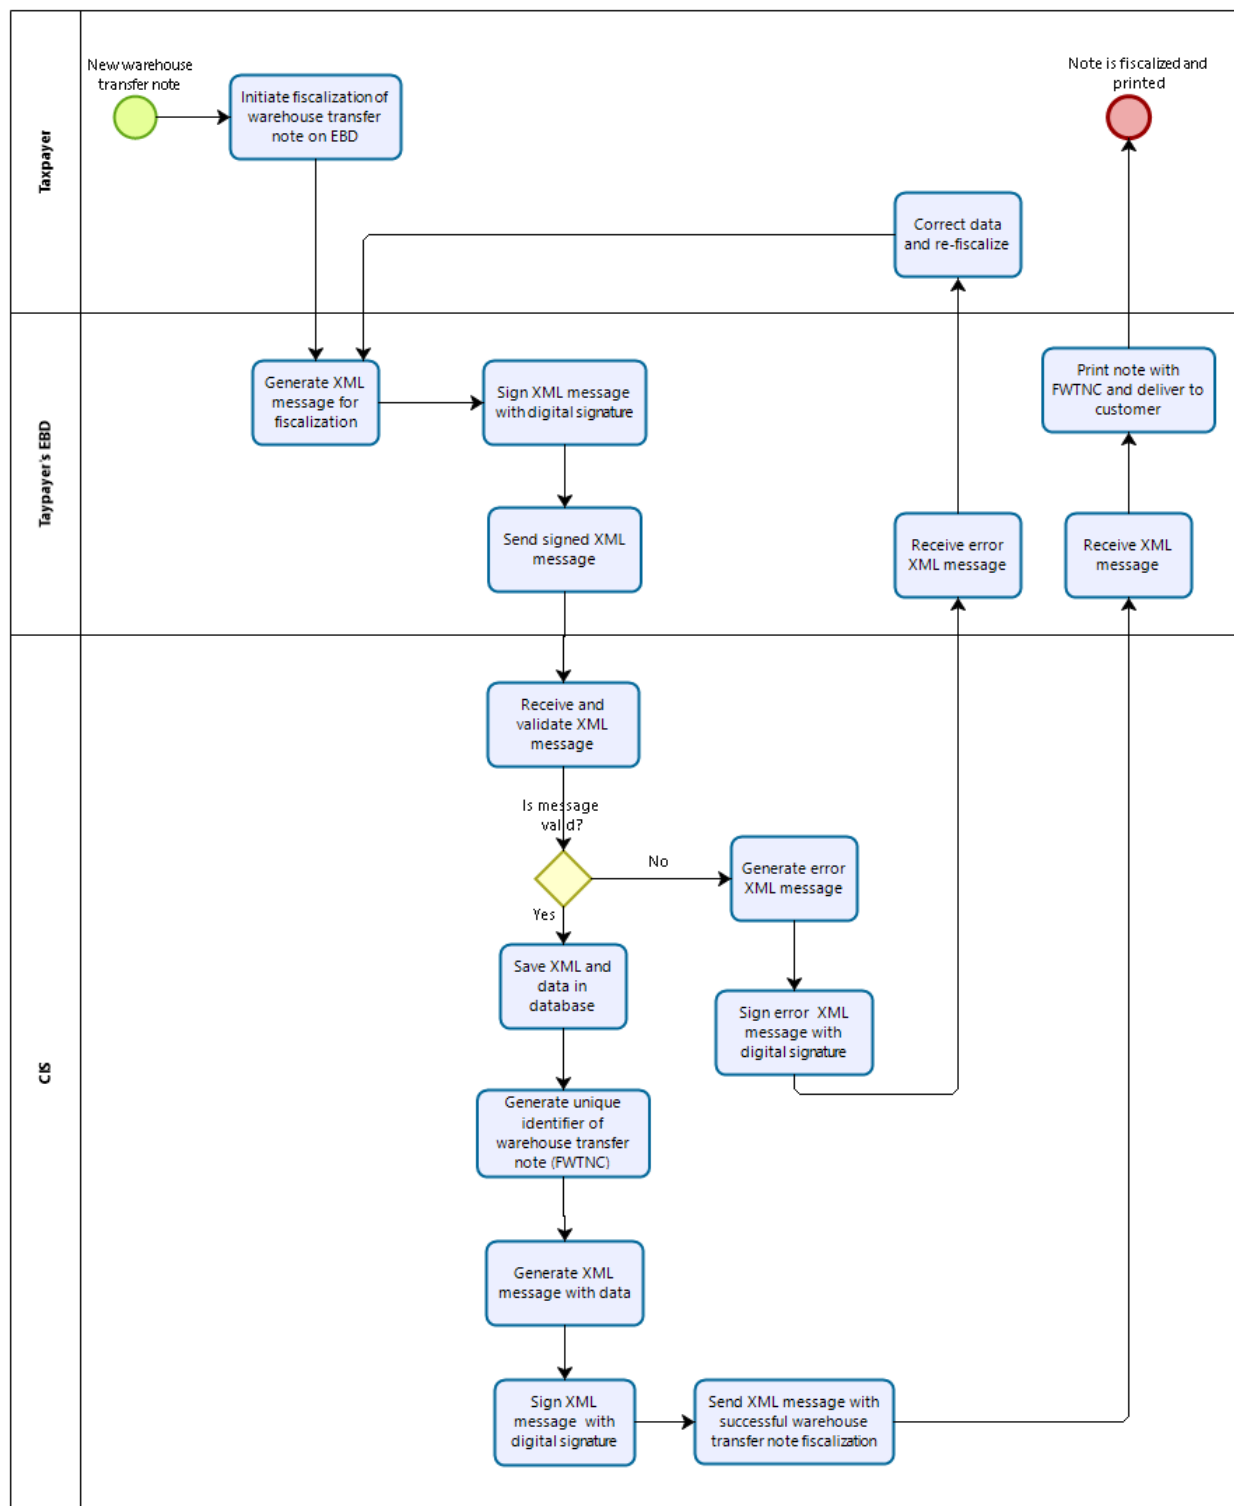 Taxpayer
New warehouse
transfer note
Initiate fiscalization of
warehouse transfer
note on EBD
Note is fiscalized and
printed
Correct data
and re-fiscalize
Taypayer's EBD
Generate XML
message for
fiscalization
Sign XML message
with digital signature
Print note with
FWTNC and deliver to
customer
Send signed XML
message
Receive error
XML message
Receive XML
message
CIS
Receive and
validate XML
message
Is message
valid?
No
Generate error
XML message
Yes
Save XML and
data in
database
Sign error XML
message with
digital signature
Generate unique
identifier of
warehouse transfer
note (FWTNC)
Generate XML
message with data
Sign XML
message with
digital signature
Send XML message with
successful warehouse
transfer note fiscalization